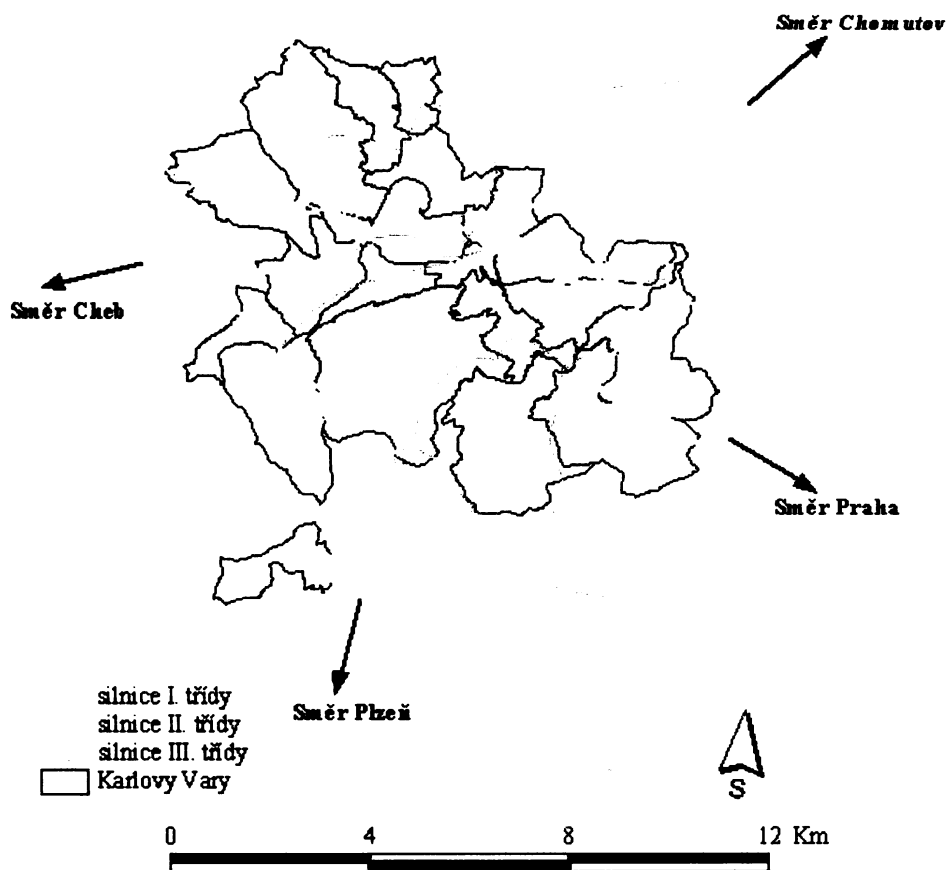 Směr Chomutov
Směr Cheb
Směr Praha
Směr Plzeň
silnice I. třídy
silnice II. třídy
silnice III. třídy
Karlovy Vary
S
0 4 8 12 Km